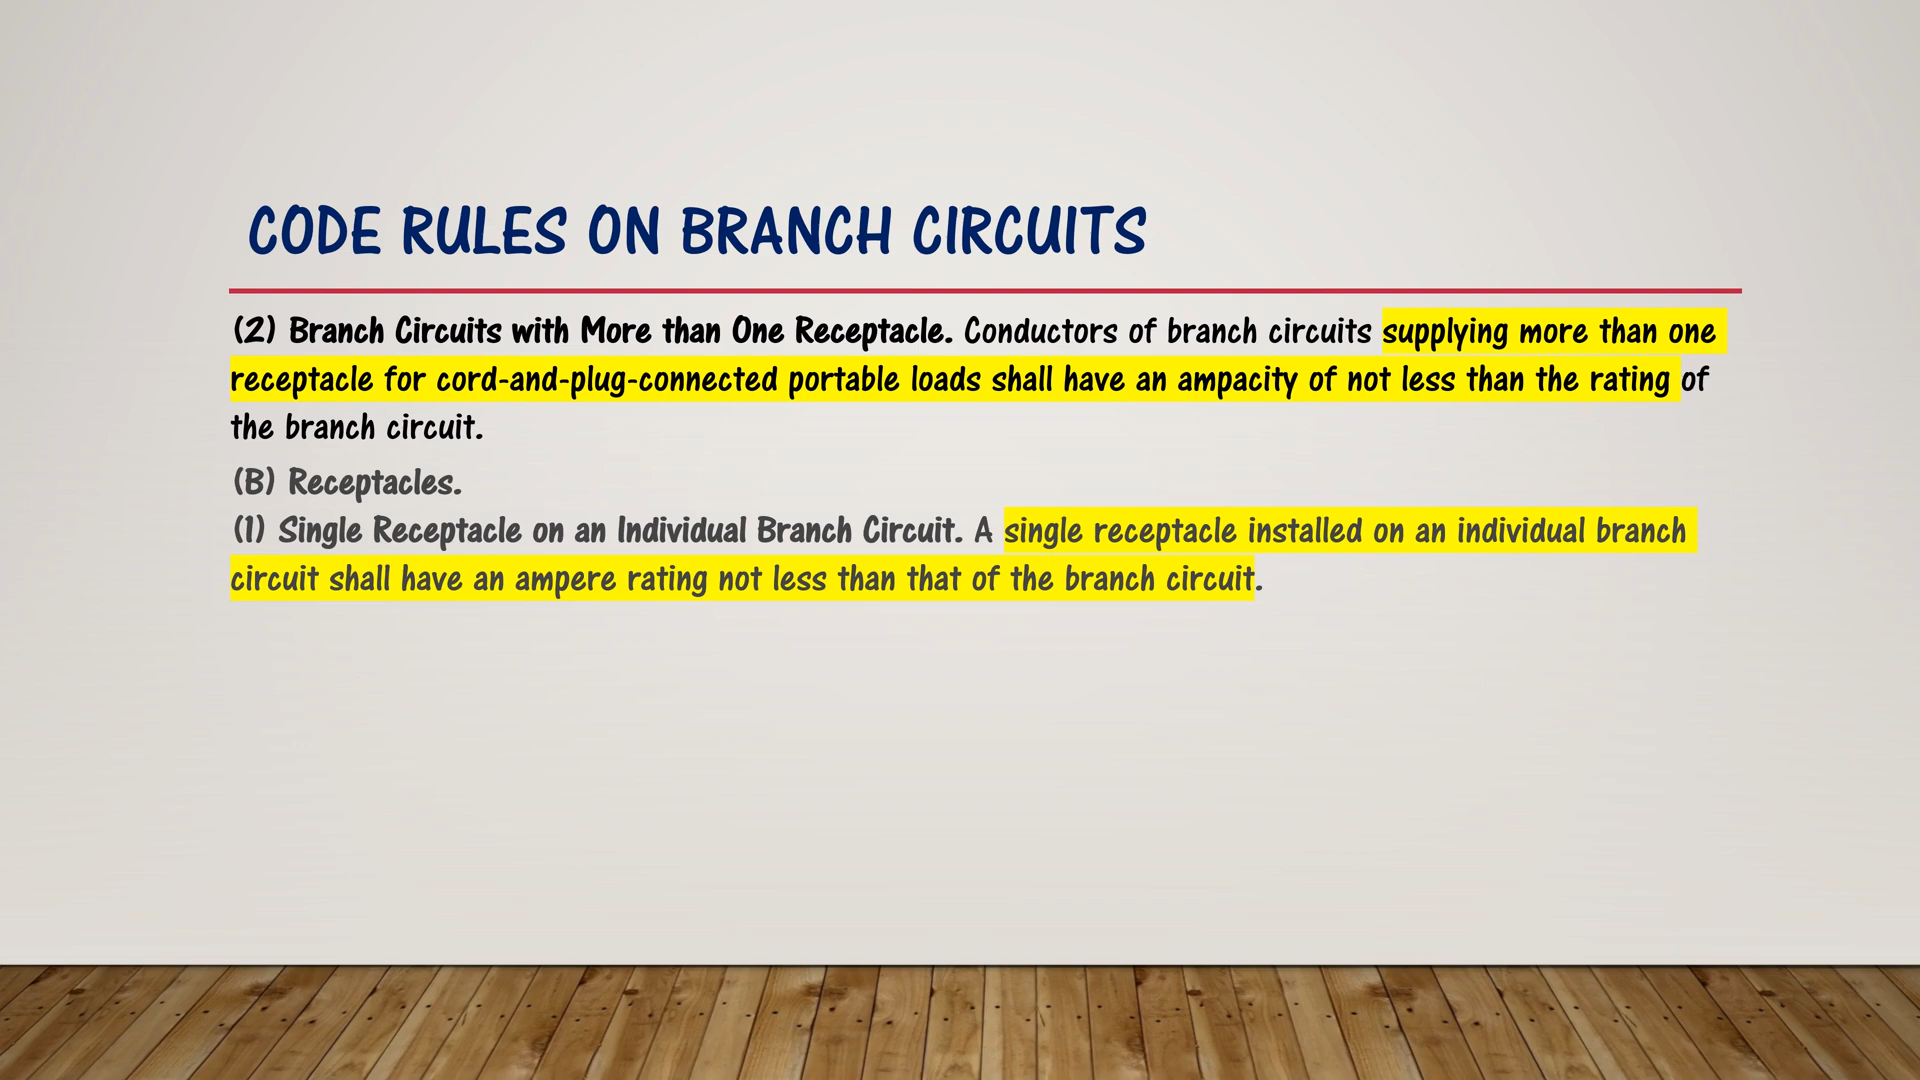 CODE RULES ON BRANCH CIRCUITS
(2) Branch Circuits with More than One Receptacle. Conductors of branch circuits supplying more than one
receptacle for cord-and-plug-connected portable loads shall have an ampacity of not less than the rating of
the branch circuit.
(B) Receptacles.
(1) Single Receptacle on an Individual Branch Circuit. A single receptacle installed on an individual branch
circuit shall have an ampere rating not less than that of the branch circuit.